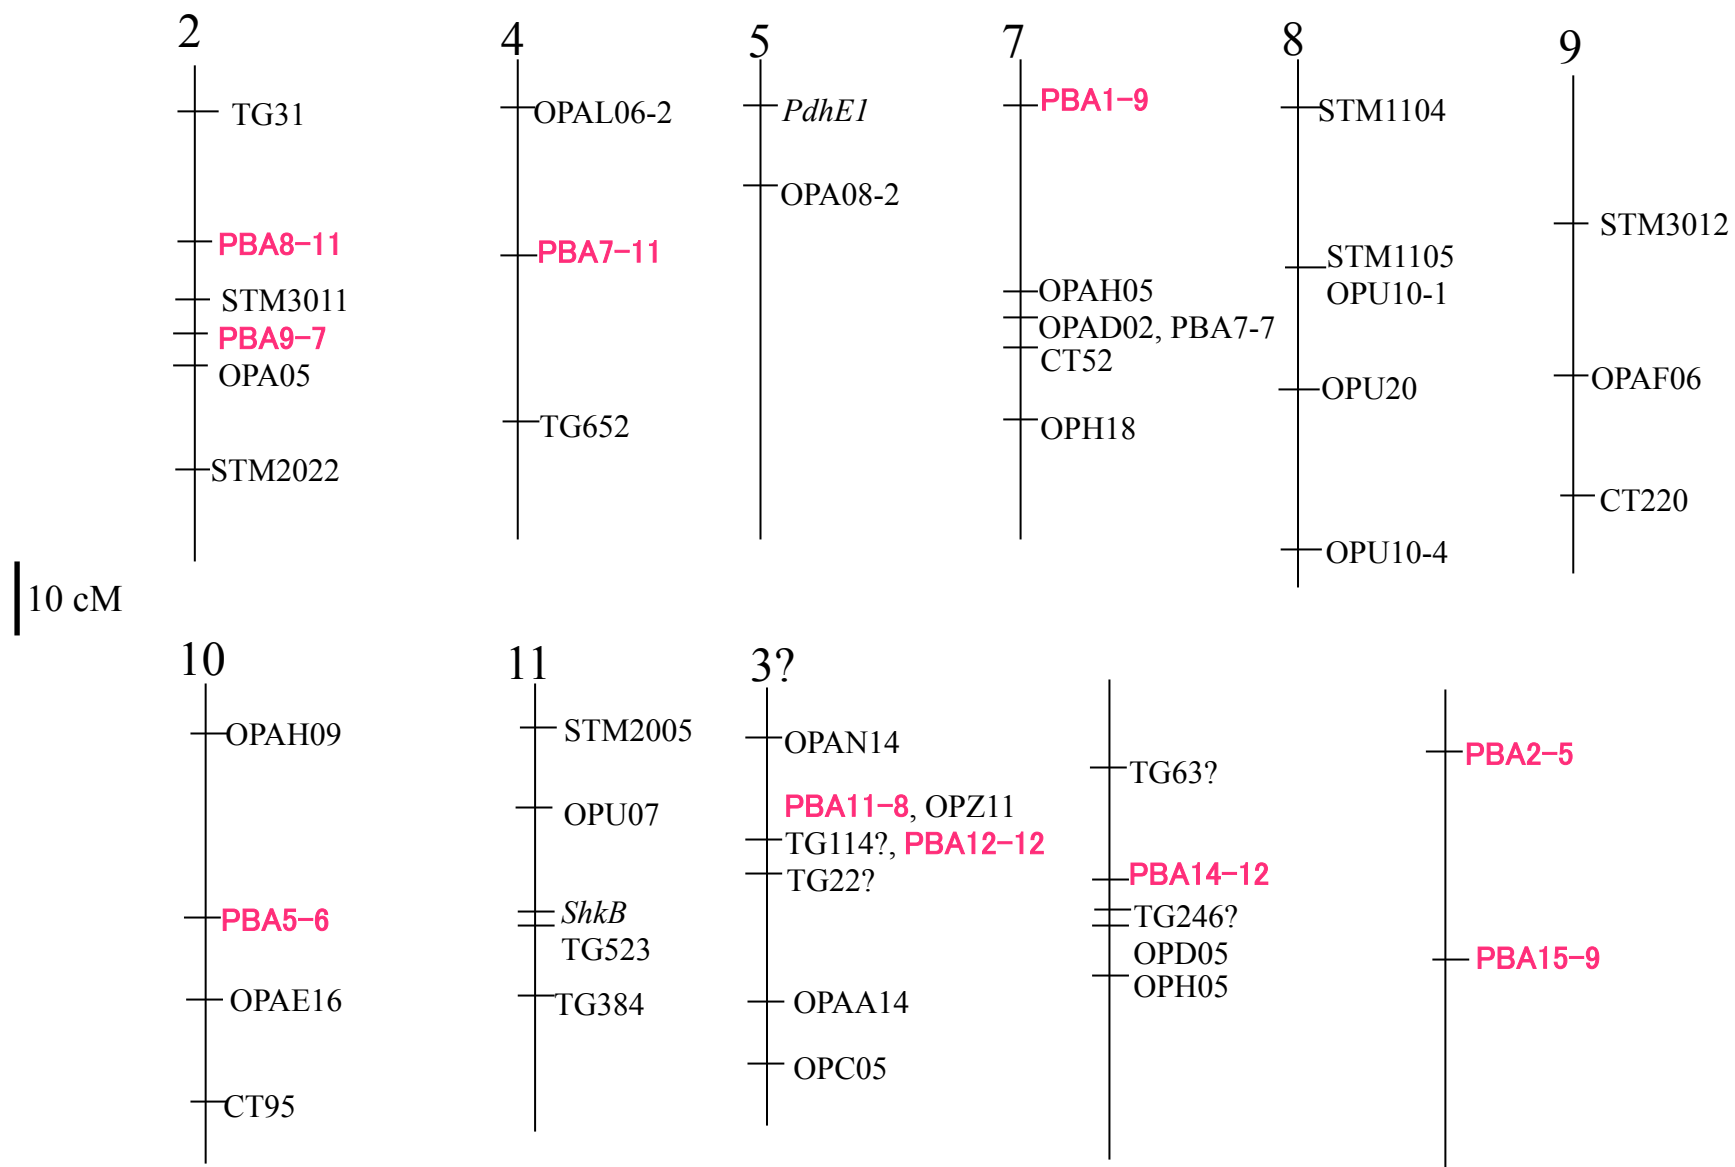 2
TG31
PBA8-11
STM3011
PBA9-7
OPA05
STM2022
4
OPAL06-2
PBA7-11
TG652
5
PdhE1
OPA08-2
7
PBA1-9
OPAH05
OPAD02, PBA7-7
CT52
OPH18
8
STM1104
STM1105
OPU10-1
OPU20
OPU10-4
9
STM3012
OPAF06
CT220
10 cM
10
OPAH09
PBA5-6
OPAE16
CT95
11
STM2005
OPU07
ShkB
TG523
TG384
3?
OPAN14
PBA11-8, OPZ11
TG114?, PBA12-12
TG22?
OPAA14
OPC05
TG63?
PBA14-12
TG246?
OPD05
OPH05
PBA2-5
PBA15-9